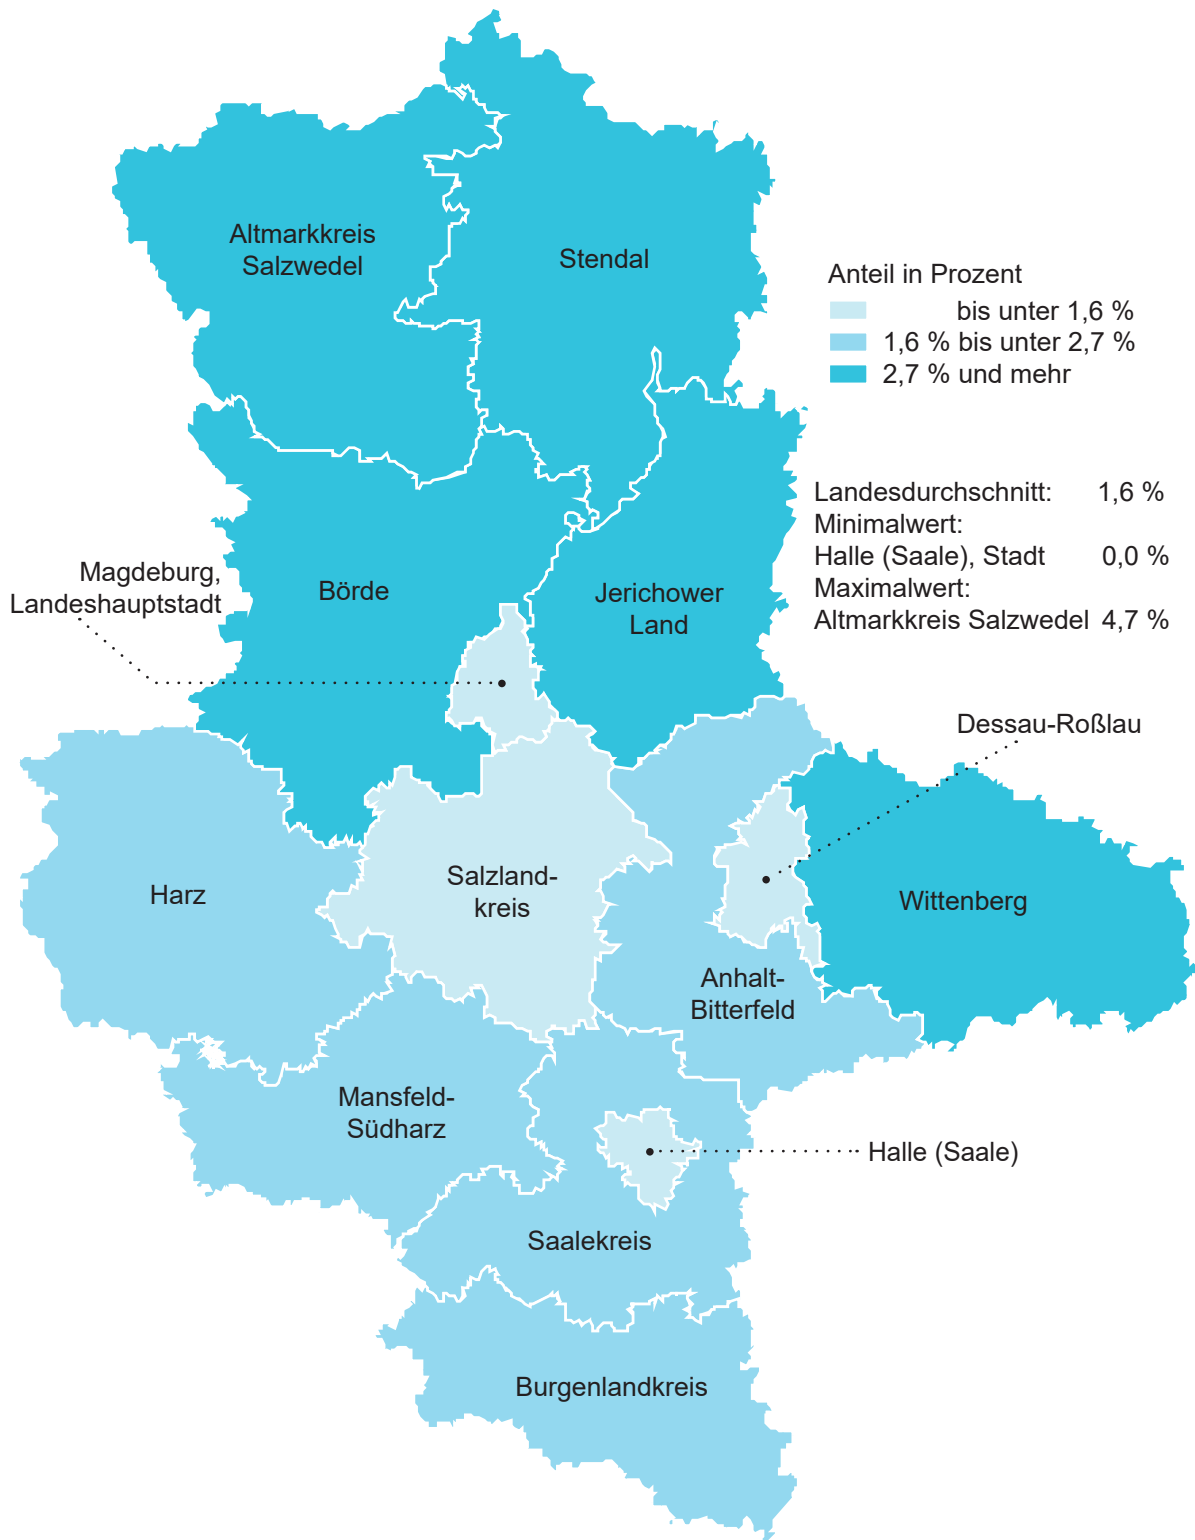 Altmarkkreis
Salzwedel
Stendal
Anteil in Prozent
bis unter 1,6 %
1,6 % bis unter 2,7 %
2,7 % und mehr
Landesdurchschnitt: 1,6 %
Minimalwert:
Halle (Saale), Stadt 0,0 %
Maximalwert:
Altmarkkreis Salzwedel 4,7 %
Magdeburg,
Landeshauptstadt
Börde
Jerichower
Land
Dessau-Roßlau
Harz
Salzland-
kreis
Wittenberg
Anhalt-
Bitterfeld
Mansfeld-
Südharz
Halle (Saale)
Saalekreis
Burgenlandkreis